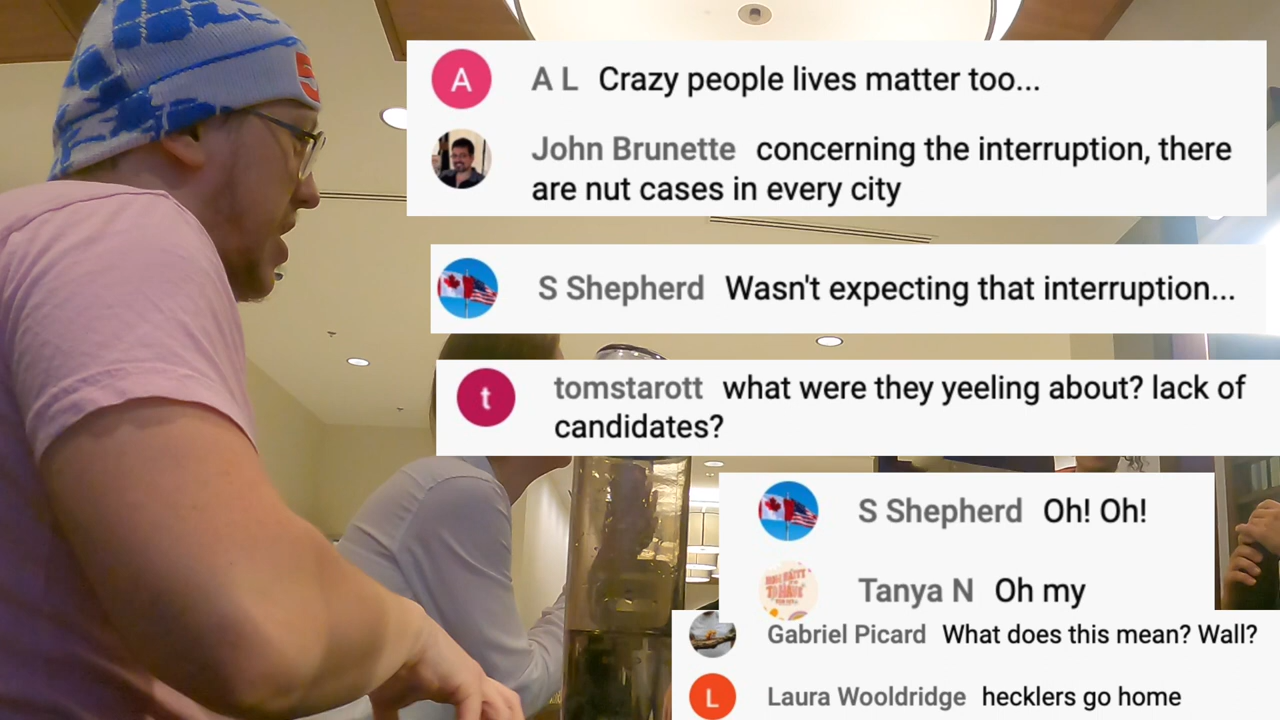 A
A L Crazy people lives matter too...
John Brunette concerning the interruption, there
are nut cases in every city
S Shepherd Wasn't expecting that interruption...
t
tomstarott what were they yeeling about? lack of
candidates?
S Shepherd Oh! Oh!
Tanya N Oh my
Gabriel Picard What does this mean? Wall?
L
Laura Wooldridge hecklers go home